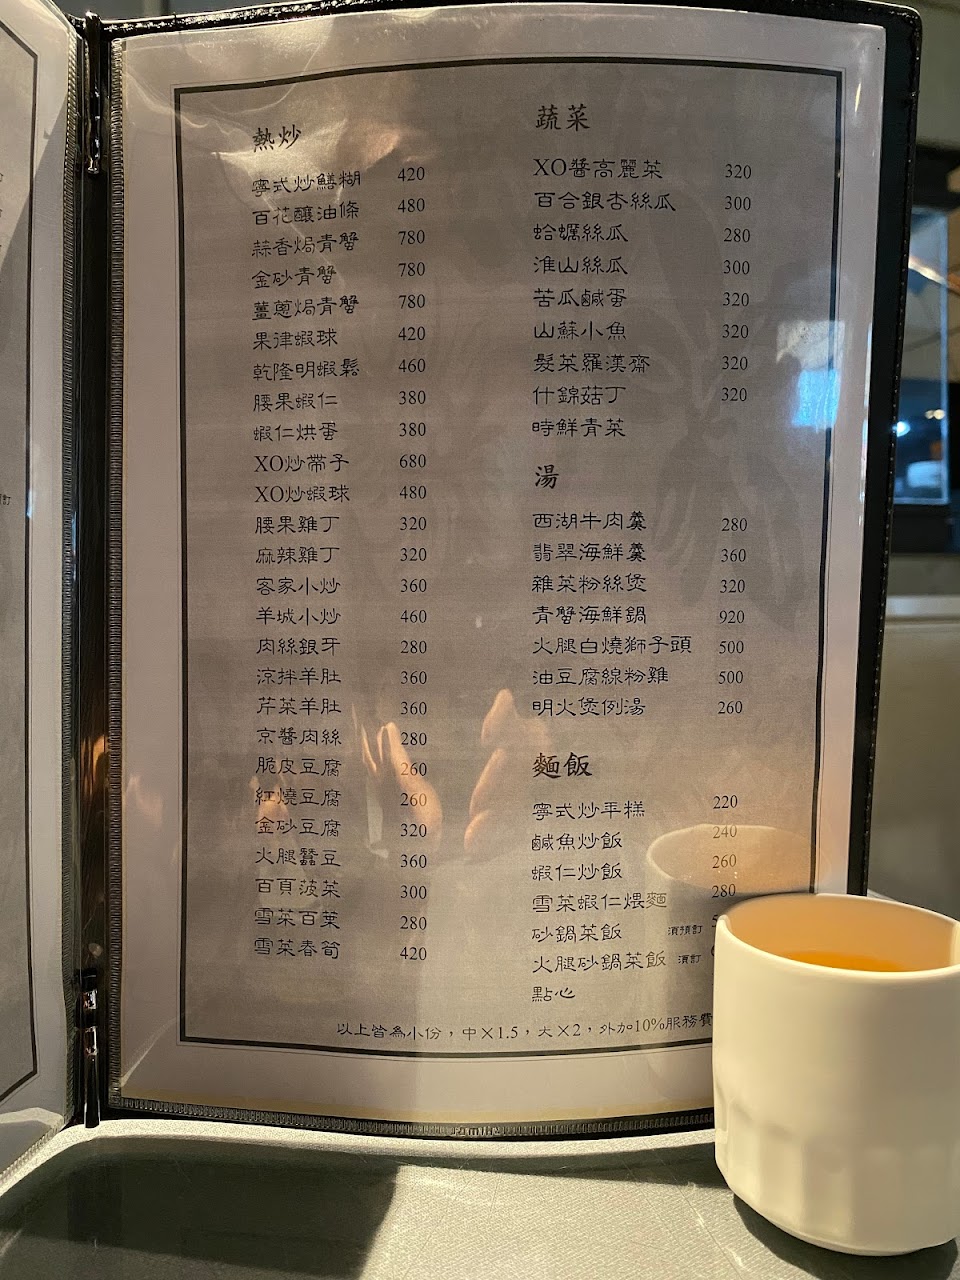 熱炒
寧式炒鱔糊 420
百花釀油條 480
蒜香焗青蟹 780
金砂青蟹 780
薑蔥焗青蟹 780
果律蝦球 420
乾隆明蝦鬆 460
腰果蝦仁 380
蝦仁烘蛋 380
XO炒帶子 680
XO炒蝦球 480
腰果雞丁 320
麻辣雞丁 320
客家小炒 360
羊城小炒 460
肉絲銀牙 280
涼拌羊肚 360
芹菜羊肚 360
京醬肉絲 280
脆皮豆腐 260
紅燒豆腐 260
金砂豆腐 320
火腿蠶豆 360
百頁菠菜 300
雪菜百葉 280
雪菜春筍 420
蔬菜
XO醬高麗菜 320
百合銀杏絲瓜 300
蛤蠣絲瓜 280
淮山絲瓜 300
苦瓜鹹蛋 320
山蘇小魚 320
髮菜羅漢齋 320
什錦菇丁 320
時鮮青菜
湯
西湖牛肉羹 280
翡翠海鮮羹 360
雜菜粉絲煲 320
青蟹海鮮鍋 920
火腿白燒獅子頭 500
油豆腐線粉雞 500
明火煲例湯 260
麵飯
寧式炒年糕 220
鹹魚炒飯 240
蝦仁炒飯 260
雪菜蝦仁煨麵 280
砂鍋菜飯 須預訂
火腿砂鍋菜飯 須訂
點心
以上皆為小份，中×1.5，大×2，外加10%服務費